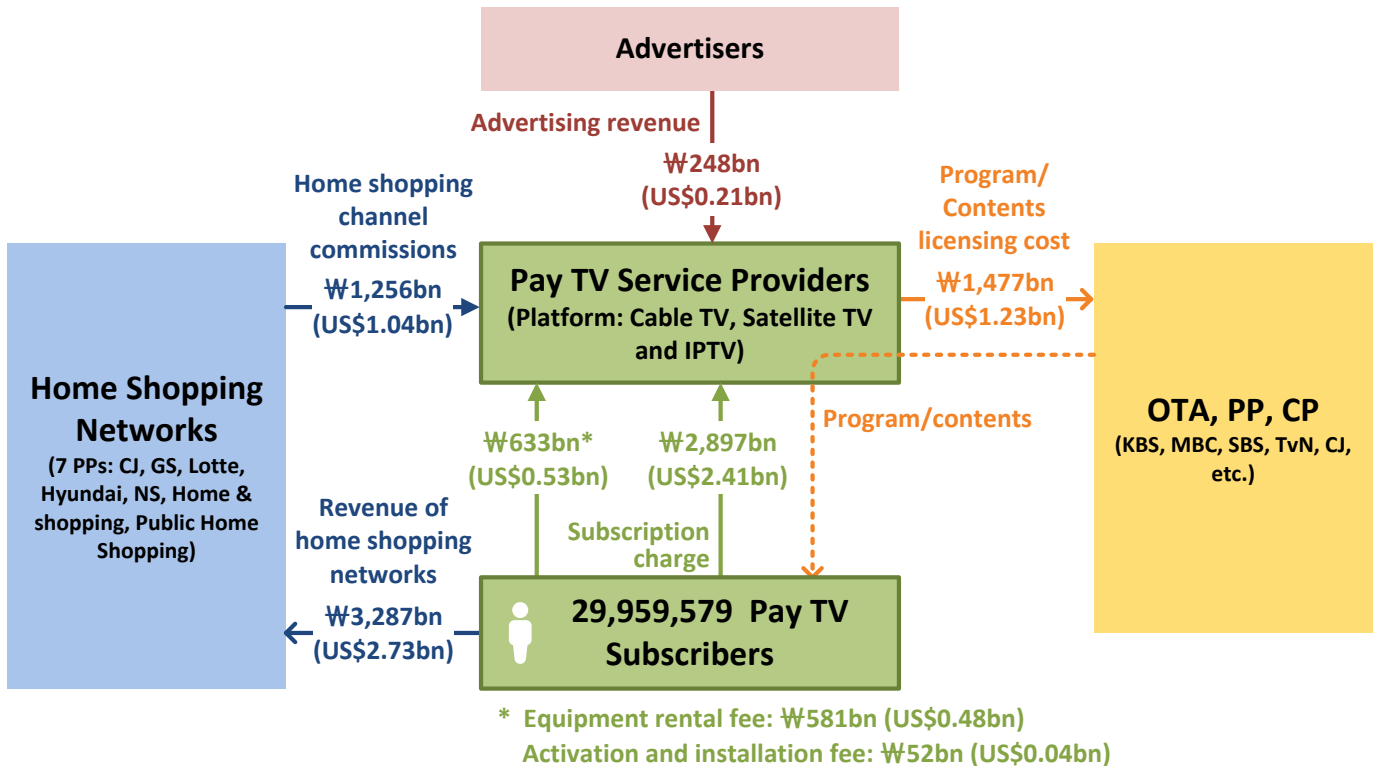 Advertisers
Advertising revenue
₩248bn
(US$0.21bn)
Home shopping
channel
commissions
₩1,256bn
(US$1.04bn)
Pay TV Service Providers
(Platform: Cable TV, Satellite TV
and IPTV)
Program/
Contents
licensing cost
₩1,477bn
(US$1.23bn)
Home Shopping
Networks
(7 PPs: CJ, GS, Lotte,
Hyundai, NS, Home &
shopping, Public Home
Shopping)
₩633bn*
(US$0.53bn)
₩2,897bn
(US$2.41bn)
Program/contents
OTA, PP, CP
(KBS, MBC, SBS, TvN, CJ,
etc.)
Subscription
charge
Revenue of
home shopping
networks
₩3,287bn
(US$2.73bn)
29,959,579 Pay TV
Subscribers
* Equipment rental fee: ₩581bn (US$0.48bn)
Activation and installation fee: ₩52bn (US$0.04bn)